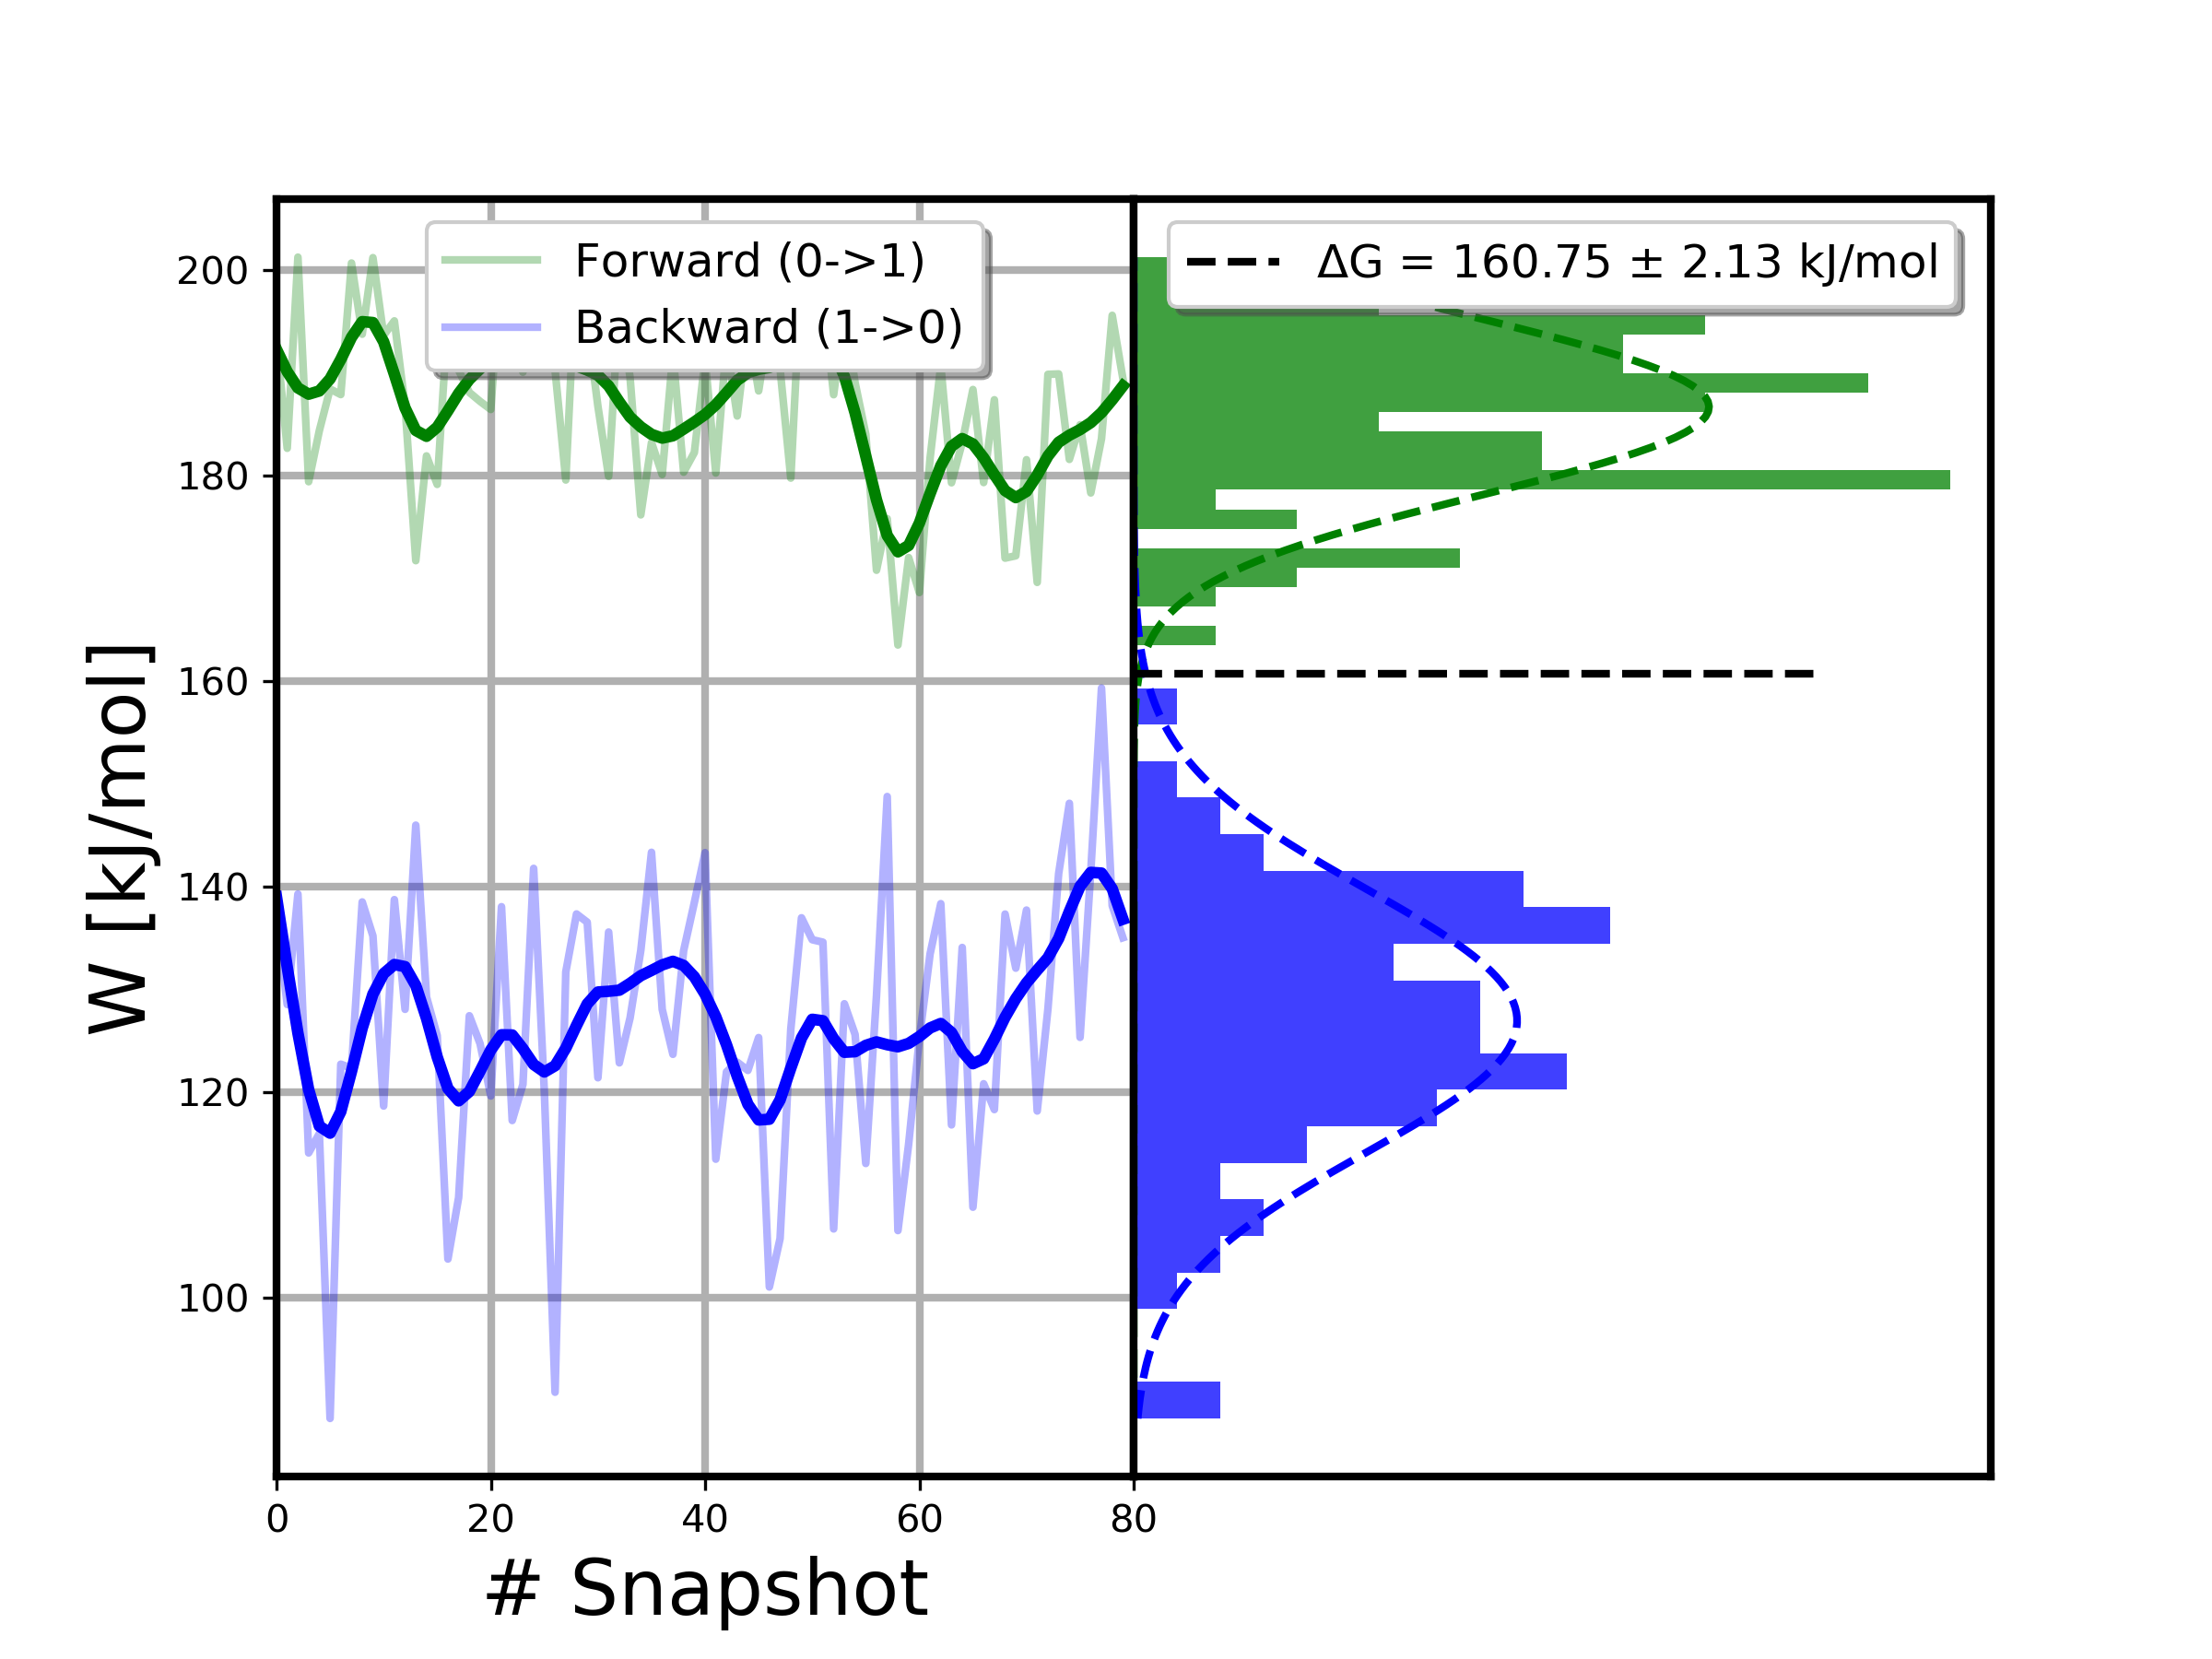 Forward (0->1)
Backward (1->0)
ΔG = 160.75 ± 2.13 kJ/mol
W [kJ/mol]
200
180
160
140
120
100
0 20 40 60 80
# Snapshot